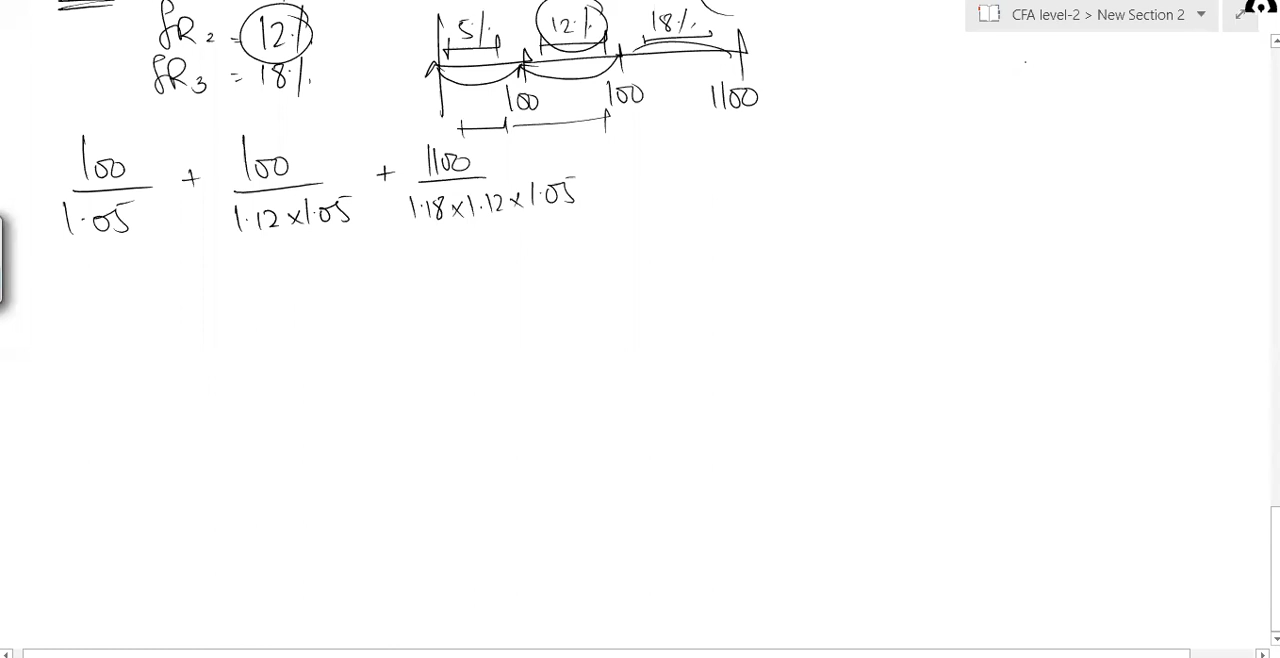 CFA level-2 > New Section 2
fR2 = 12%
fR3 = 18%
5% 12% 18%
100 100 1100
100/1.05 + 100/1.12×1.05 + 1100/1.18×1.12×1.05